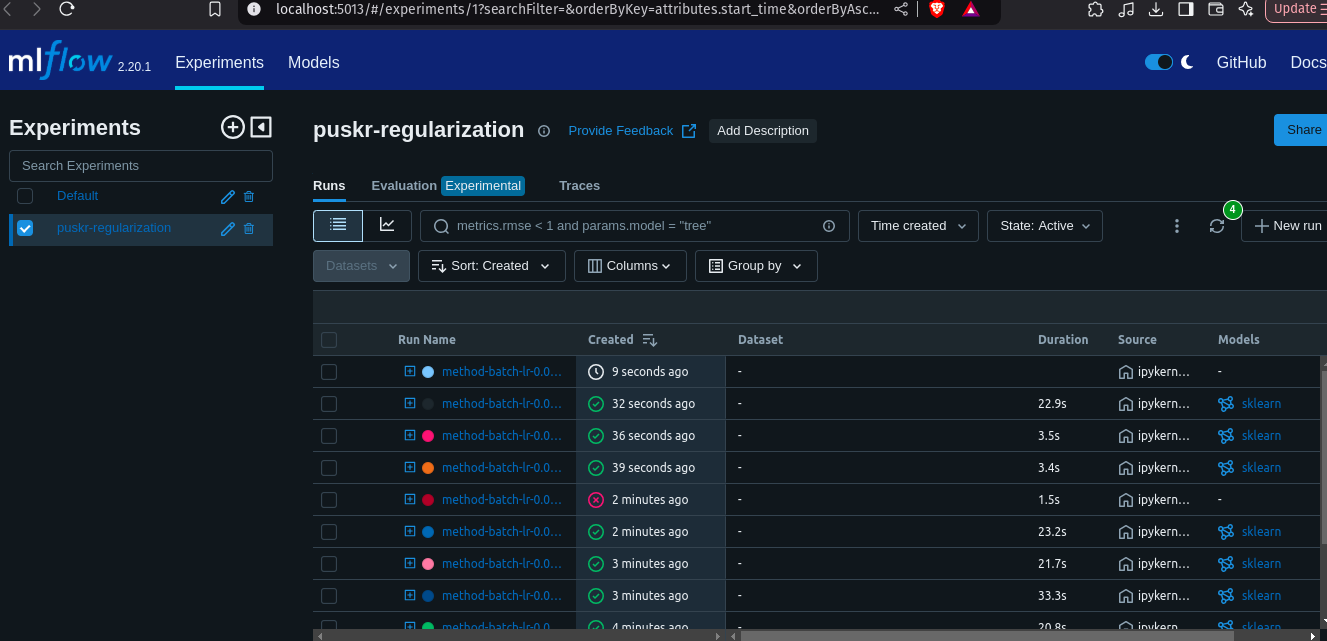 localhost:5013/#/experiments/1?searchFilter=&orderByKey=attributes.start_time&orderByAsc...
Update
mlflow 2.20.1 Experiments Models GitHub Docs
Experiments
Search Experiments
Default
puskr-regularization
puskr-regularization Provide Feedback Add Description Share
Runs Evaluation Experimental Traces
metrics.rmse < 1 and params.model = "tree" Time created State: Active 4 New run
Datasets Sort: Created Columns Group by
Run Name Created Dataset Duration Source Models
method-batch-lr-0.0... 9 seconds ago - ipykern... -
method-batch-lr-0.0... 32 seconds ago - 22.9s ipykern... sklearn
method-batch-lr-0.0... 36 seconds ago - 3.5s ipykern... sklearn
method-batch-lr-0.0... 39 seconds ago - 3.4s ipykern... sklearn
method-batch-lr-0.0... 2 minutes ago - 1.5s ipykern... -
method-batch-lr-0.0... 2 minutes ago - 23.2s ipykern... sklearn
method-batch-lr-0.0... 3 minutes ago - 21.7s ipykern... sklearn
method-batch-lr-0.0... 3 minutes ago - 33.3s ipykern... sklearn
method-batch-lr-0.0... 4 minutes ago - 20.8s ipykern... sklearn